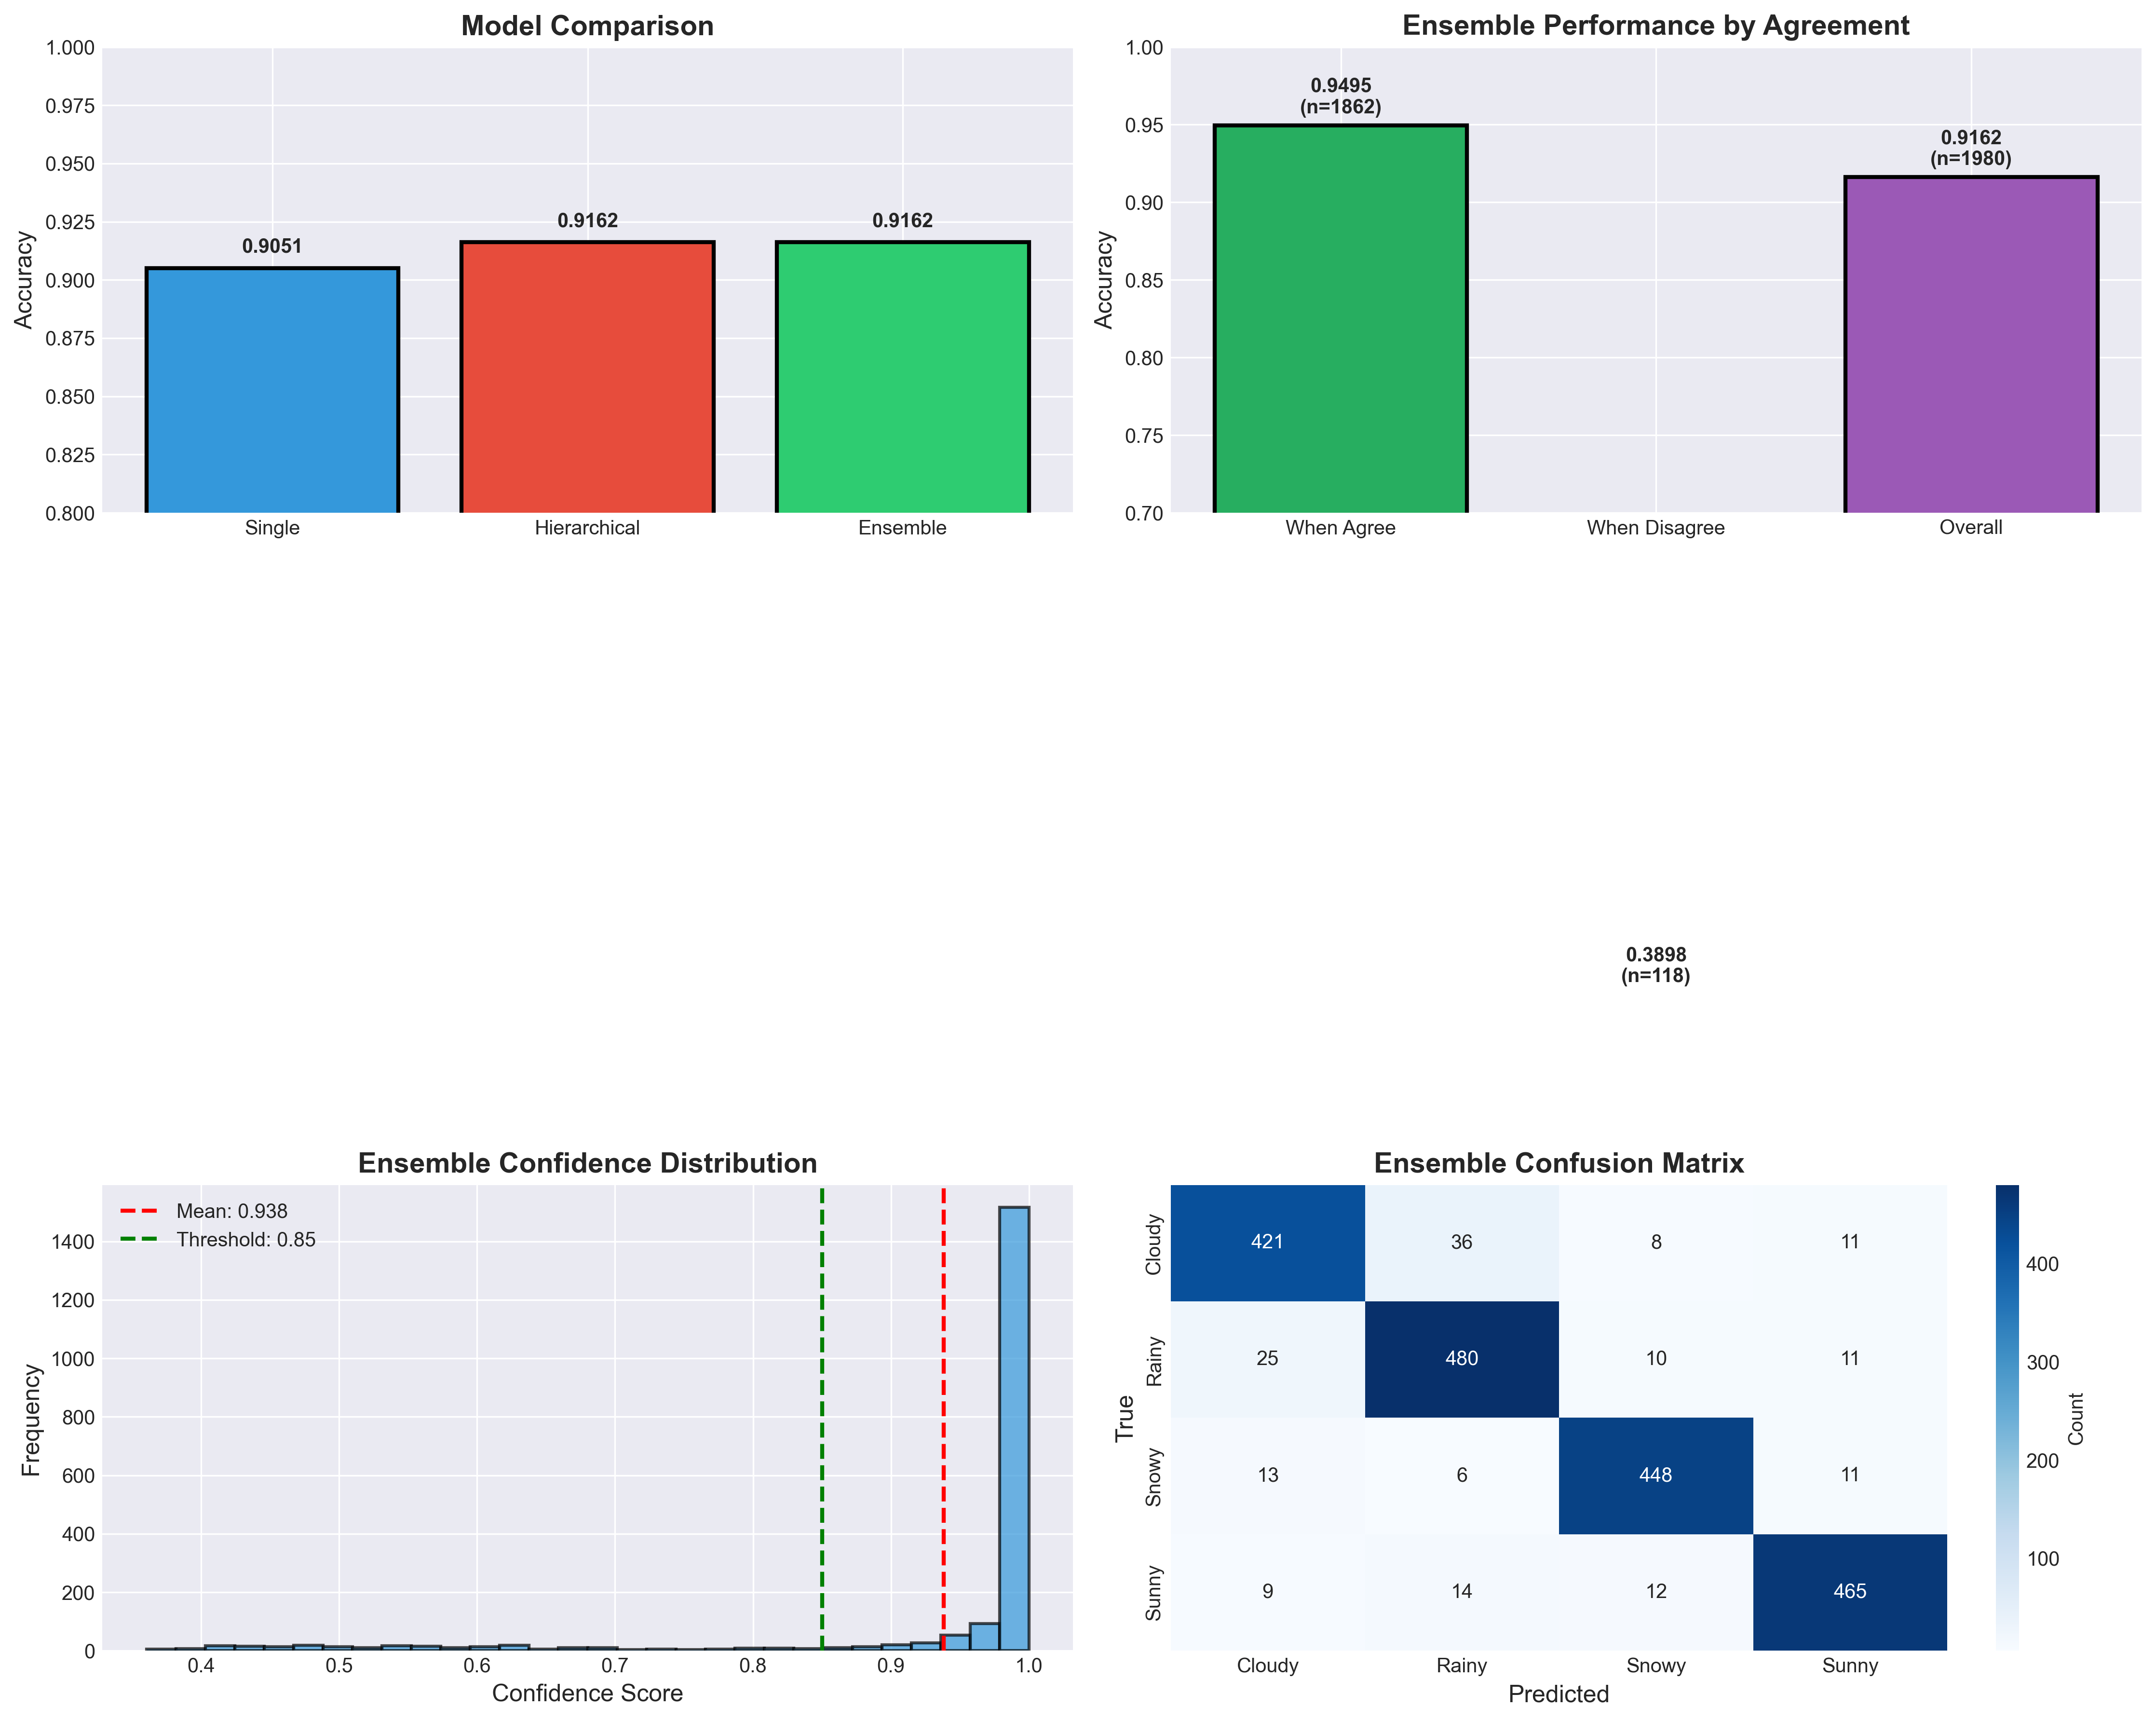 Model Comparison
1.000
0.975
0.950
0.925
0.900
0.875
0.850
0.825
0.800
Accuracy
0.9051
0.9162
0.9162
Single
Hierarchical
Ensemble
Ensemble Performance by Agreement
1.00
0.95
0.90
0.85
0.80
0.75
0.70
Accuracy
0.9495
(n=1862)
0.9162
(n=1980)
When Agree
When Disagree
Overall
0.3898
(n=118)
Ensemble Confidence Distribution
Mean: 0.938
Threshold: 0.85
1400
1200
1000
800
600
400
200
0
Frequency
0.4
0.5
0.6
0.7
0.8
0.9
1.0
Confidence Score
Ensemble Confusion Matrix
True
Cloudy
421
36
8
11
Rainy
25
480
10
11
Snowy
13
6
448
11
Sunny
9
14
12
465
Cloudy
Rainy
Snowy
Sunny
Predicted
400
300
200
100
Count